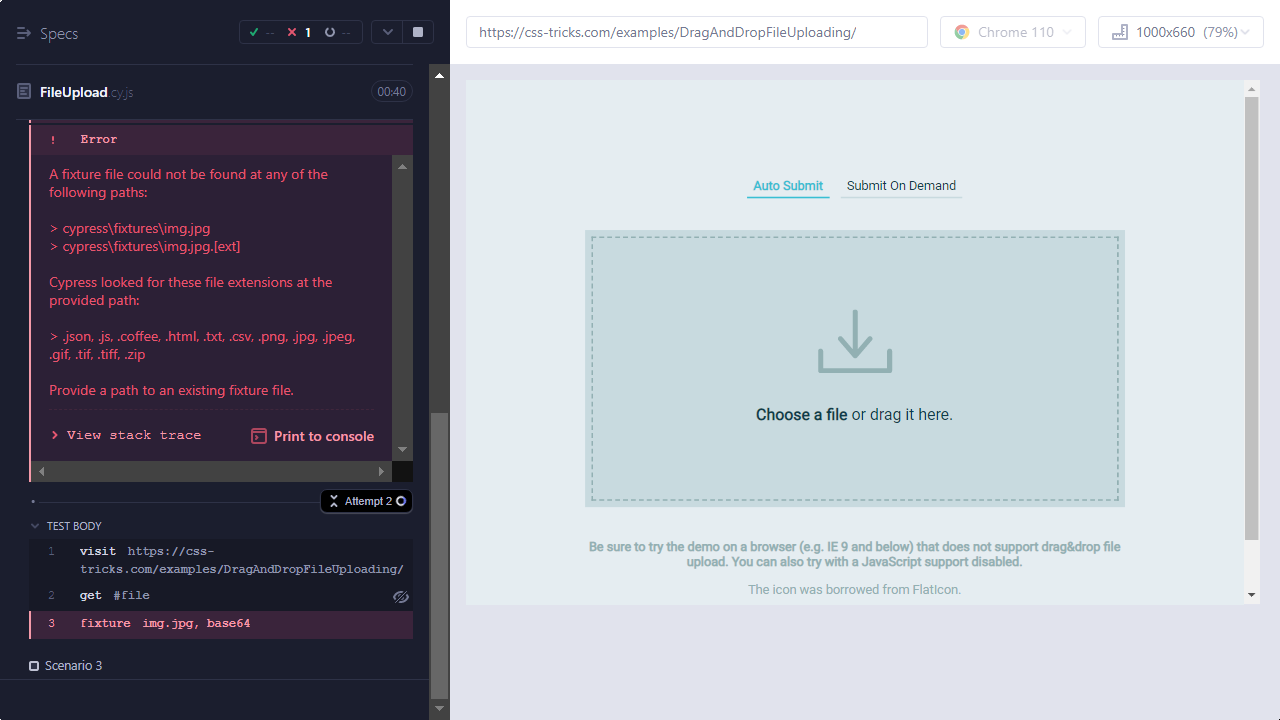 Specs
-- 1 --
FileUpload.cy.js
00:40
! Error
A fixture file could not be found at any of the
following paths:
> cypress\fixtures\img.jpg
> cypress\fixtures\img.jpg.[ext]
Cypress looked for these file extensions at the
provided path:
> .json, .js, .coffee, .html, .txt, .csv, .png, .jpg, .jpeg,
.gif, .tif, .tiff, .zip
Provide a path to an existing fixture file.
> View stack trace
Print to console
Attempt 2
TEST BODY
1 visit https://css-
tricks.com/examples/DragAndDropFileUploading/
2 get #file
3 fixture img.jpg, base64
Scenario 3
https://css-tricks.com/examples/DragAndDropFileUploading/
Chrome 110
1000x660 (79%)
Auto Submit
Submit On Demand
Choose a file or drag it here.
Be sure to try the demo on a browser (e.g. IE 9 and below) that does not support drag&drop file
upload. You can also try with a JavaScript support disabled.
The icon was borrowed from FlatIcon.